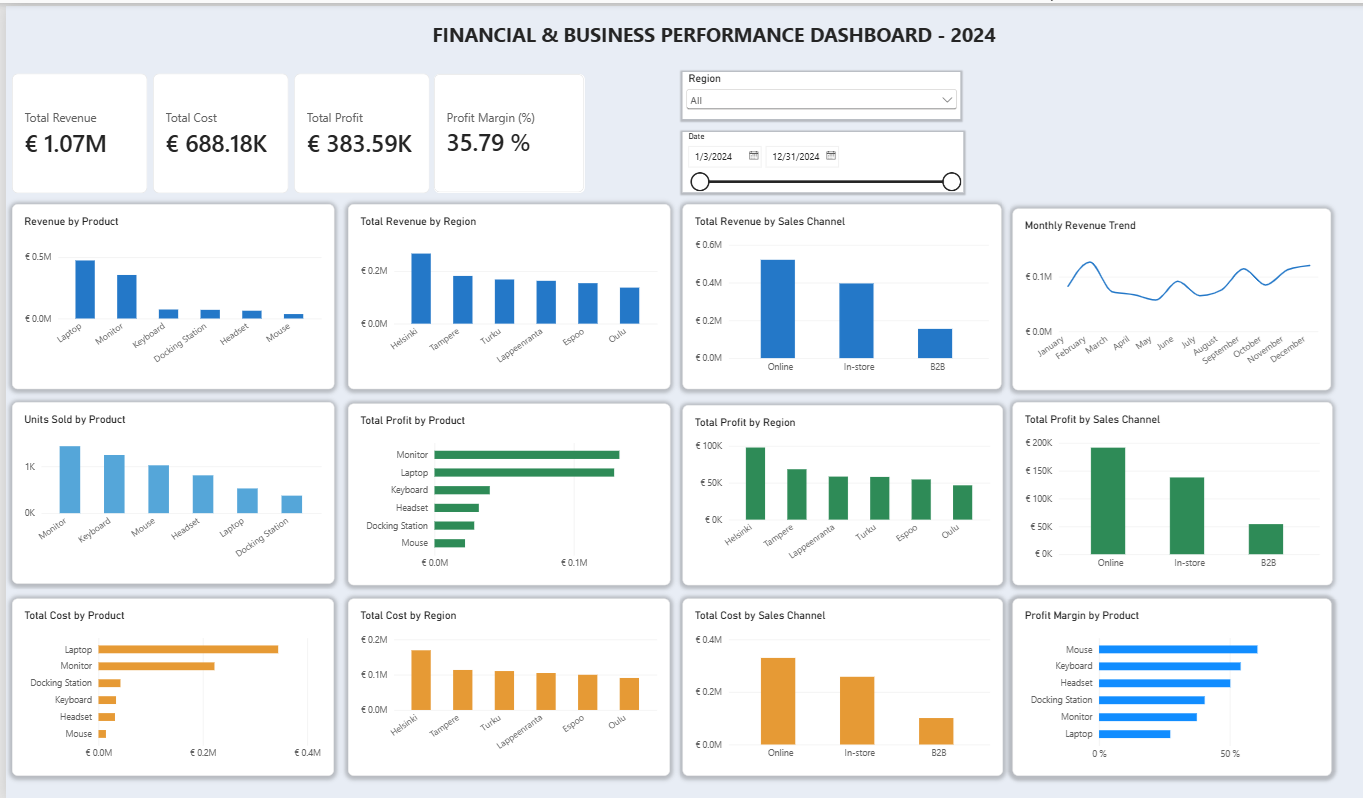 FINANCIAL & BUSINESS PERFORMANCE DASHBOARD - 2024
Total Revenue
€ 1.07M
Total Cost
€ 688.18K
Total Profit
€ 383.59K
Profit Margin (%)
35.79 %
Region
All
Date
1/3/2024
12/31/2024
Revenue by Product
€ 0.5M
€ 0.0M
Laptop
Monitor
Keyboard
Docking Station
Headset
Mouse
Total Revenue by Region
€ 0.2M
€ 0.0M
Helsinki
Tampere
Turku
Lappeenranta
Espoo
Oulu
Total Revenue by Sales Channel
€ 0.6M
€ 0.4M
€ 0.2M
€ 0.0M
Online
In-store
B2B
Monthly Revenue Trend
€ 0.1M
€ 0.0M
January
February
March
April
May
June
July
August
September
October
November
December
Units Sold by Product
1K
0K
Monitor
Keyboard
Mouse
Headset
Laptop
Docking Station
Total Profit by Product
Monitor
Laptop
Keyboard
Headset
Docking Station
Mouse
€ 0.0M
€ 0.1M
Total Profit by Region
€ 100K
€ 50K
€ 0K
Helsinki
Tampere
Lappeenranta
Turku
Espoo
Oulu
Total Profit by Sales Channel
€ 200K
€ 150K
€ 100K
€ 50K
€ 0K
Online
In-store
B2B
Total Cost by Product
Laptop
Monitor
Docking Station
Keyboard
Headset
Mouse
€ 0.0M
€ 0.2M
€ 0.4M
Total Cost by Region
€ 0.2M
€ 0.1M
€ 0.0M
Helsinki
Tampere
Turku
Lappeenranta
Espoo
Oulu
Total Cost by Sales Channel
€ 0.4M
€ 0.2M
€ 0.0M
Online
In-store
B2B
Profit Margin by Product
Mouse
Keyboard
Headset
Docking Station
Monitor
Laptop
0 %
50 %